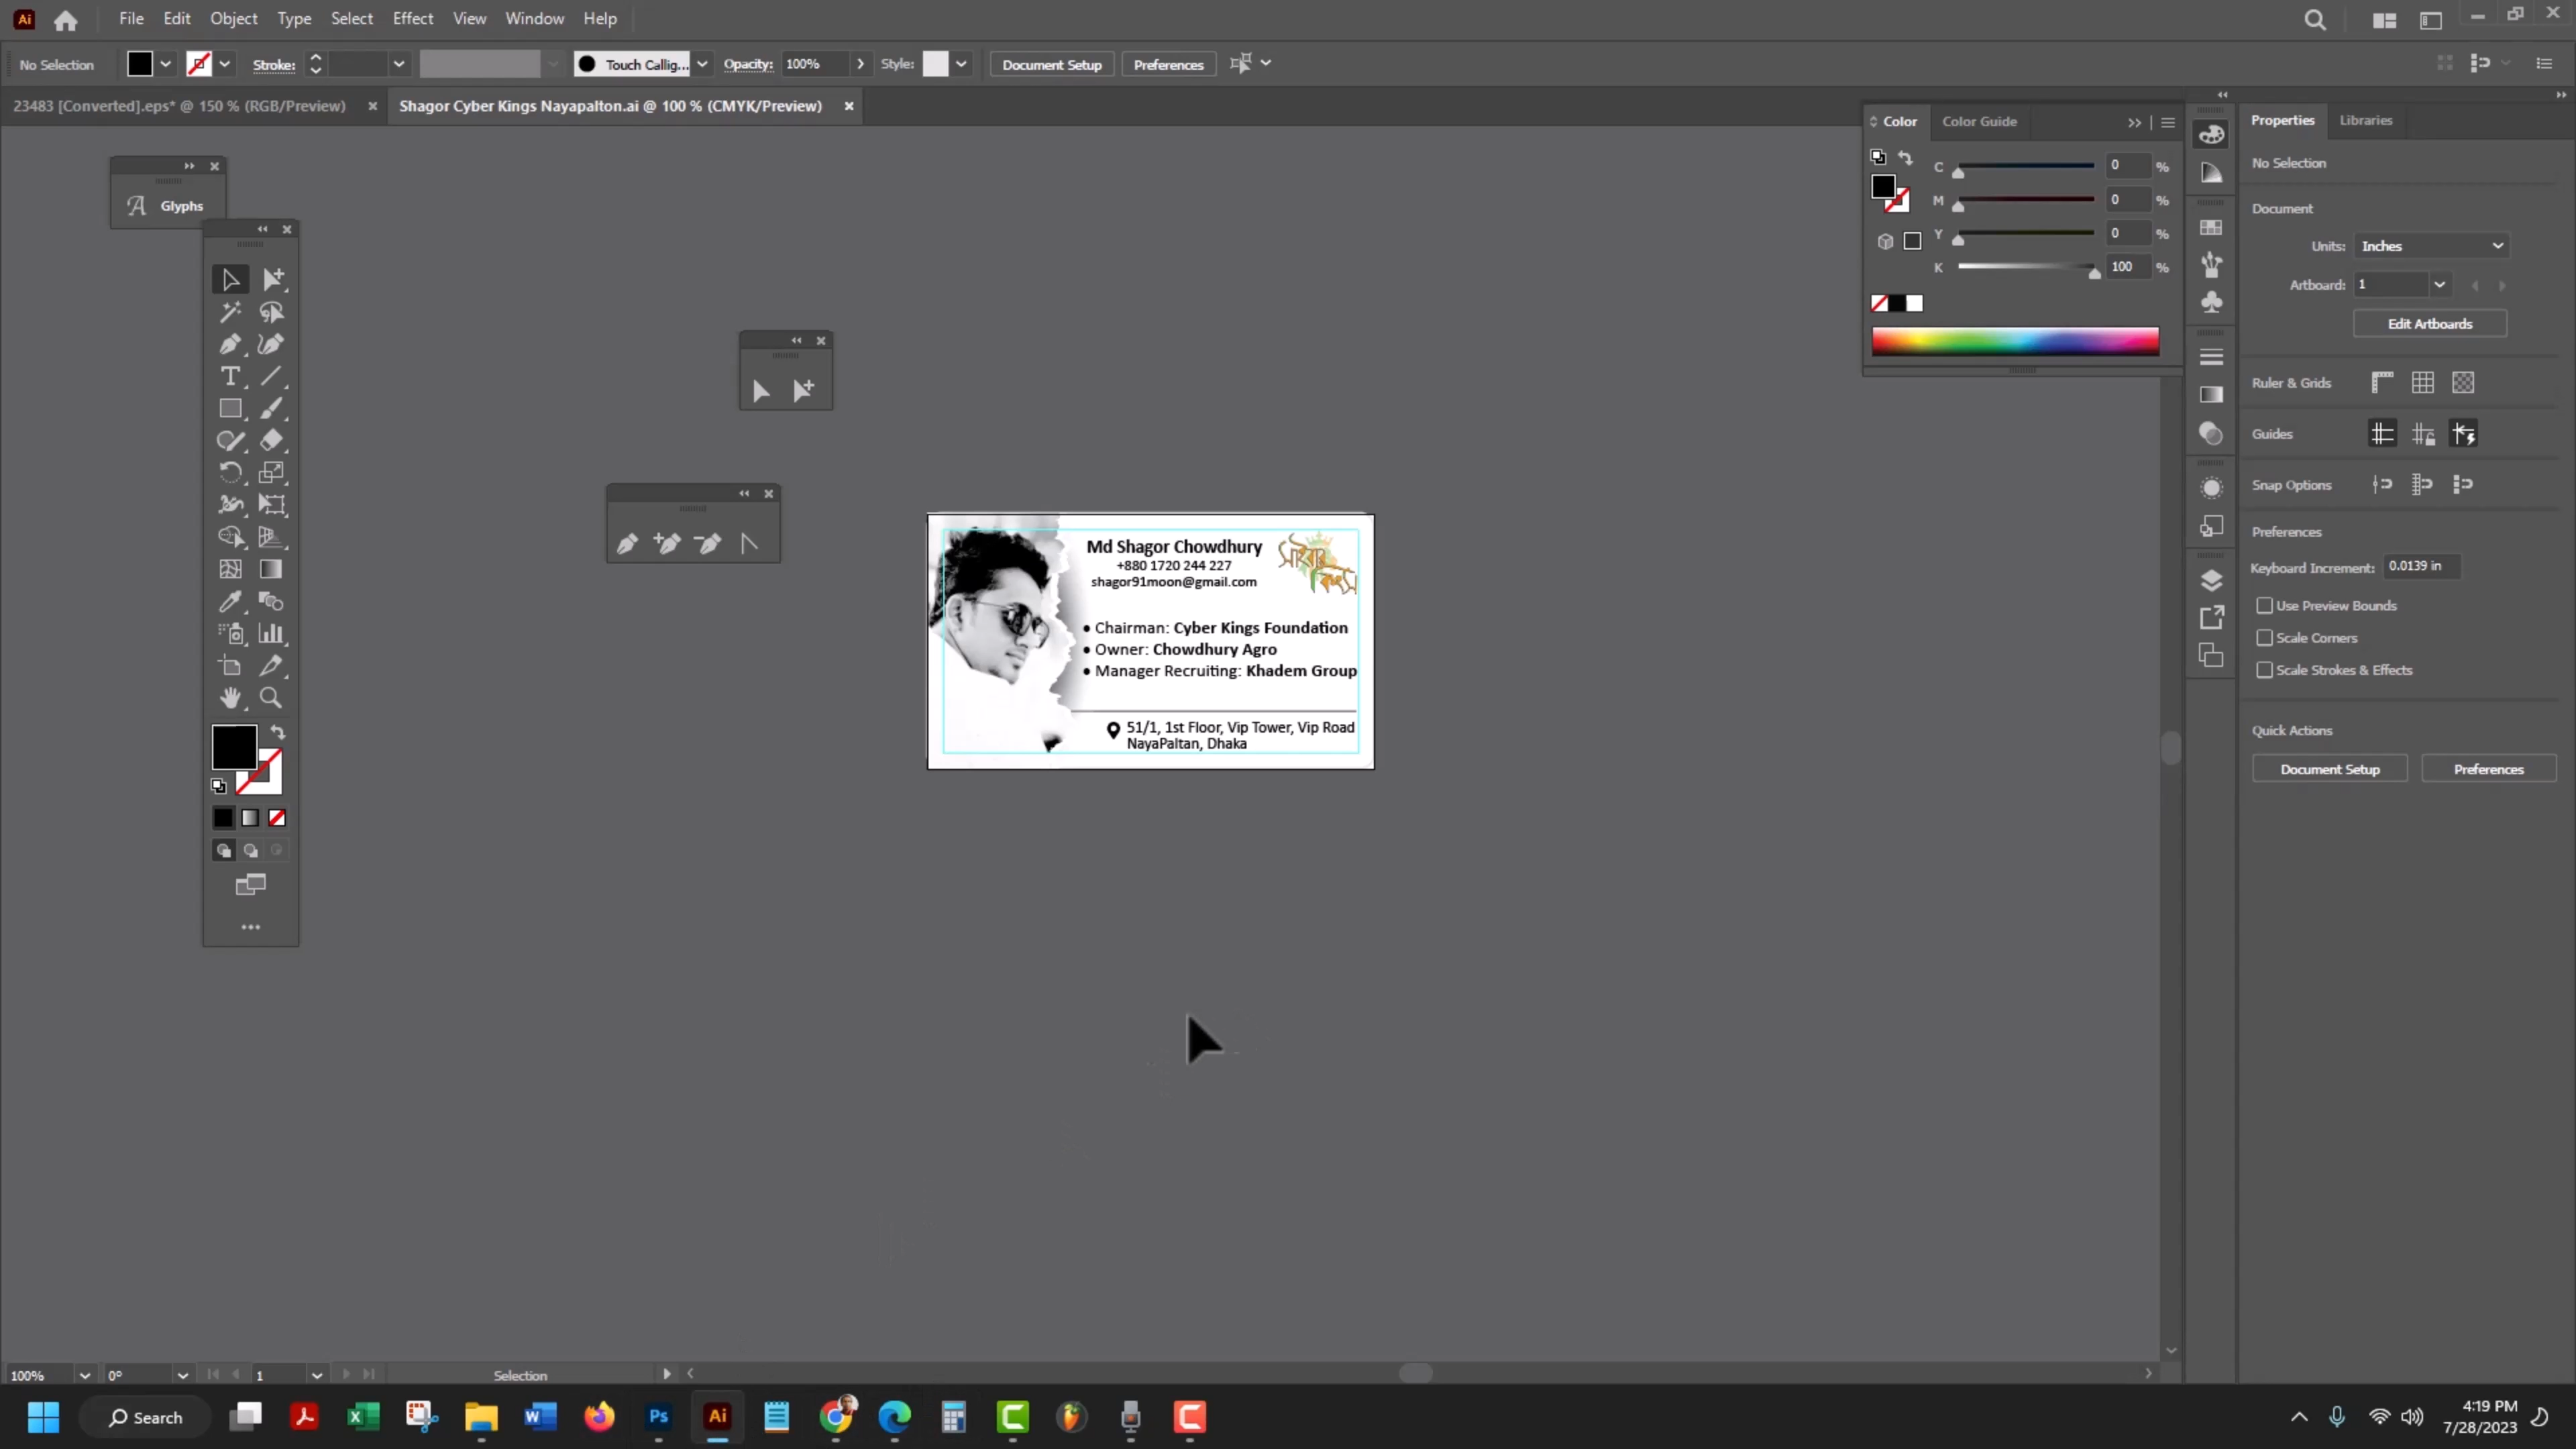 File Edit Object Type Select Effect View Window Help
No Selection Stroke: Touch Callig... Opacity: 100% Style: Document Setup Preferences
23483 [Converted].eps* @ 150 % (RGB/Preview) Shagor Cyber Kings Nayapalton.ai @ 100 % (CMYK/Preview)
Glyphs
Color Color Guide
C 0 %
M 0 %
Y 0 %
K 100 %
Properties Libraries
No Selection
Document
Units: Inches
Artboard: 1
Edit Artboards
Ruler & Grids
Guides
Snap Options
Preferences
Keyboard Increment: 0.0139 in
Use Preview Bounds
Scale Corners
Scale Strokes & Effects
Quick Actions
Document Setup Preferences
Md Shagor Chowdhury
+880 1720 244 227
shagor91moon@gmail.com
• Chairman: Cyber Kings Foundation
• Owner: Chowdhury Agro
• Manager Recruiting: Khadem Group
51/1, 1st Floor, Vip Tower, Vip Road
NayaPaltan, Dhaka
100% 0° 1 Selection
Search
4:19 PM
7/28/2023